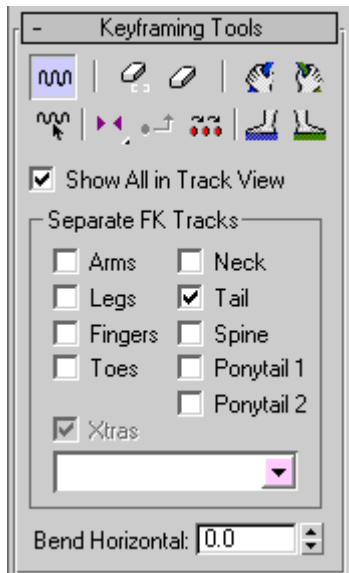 - Keyframing Tools
Show All in Track View
Separate FK Tracks
Arms
Neck
Legs
Tail
Fingers
Spine
Toes
Ponytail 1
Ponytail 2
Xtras
Bend Horizontal: 0.0